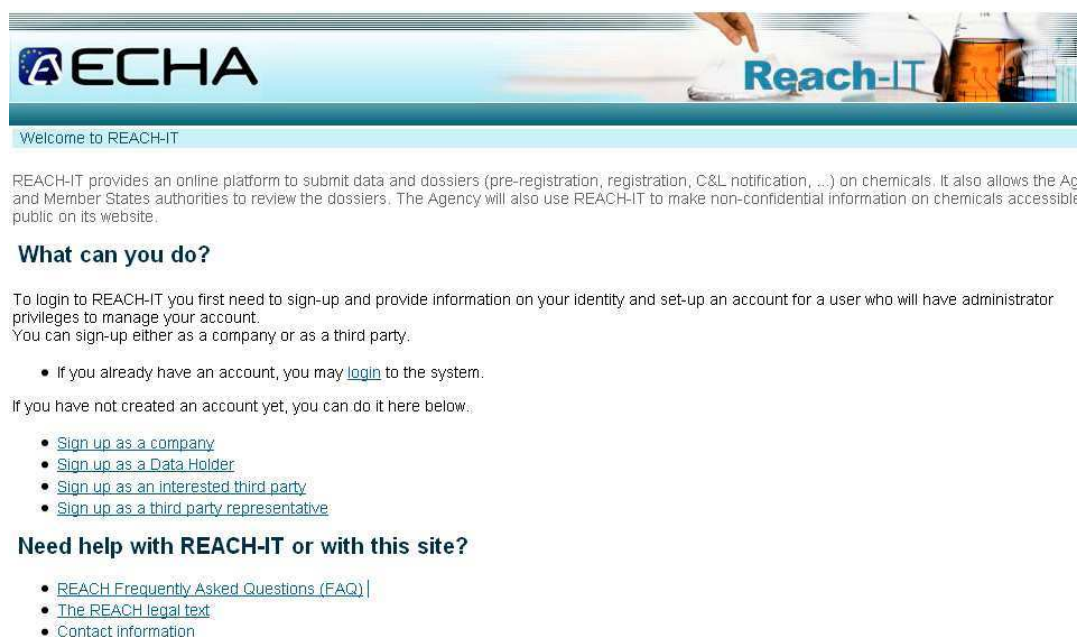 ECHA
Reach-IT
Welcome to REACH-IT
REACH-IT provides an online platform to submit data and dossiers (pre-registration, registration, C&L notification, ...) on chemicals. It also allows the Ag
and Member States authorities to review the dossiers. The Agency will also use REACH-IT to make non-confidential information on chemicals accessible
public on its website.
What can you do?
To login to REACH-IT you first need to sign-up and provide information on your identity and set-up an account for a user who will have administrator
privileges to manage your account.
You can sign-up either as a company or as a third party.
• If you already have an account, you may login to the system.
If you have not created an account yet, you can do it here below.
• Sign up as a company
• Sign up as a Data Holder
• Sign up as an interested third party
• Sign up as a third party representative
Need help with REACH-IT or with this site?
• REACH Frequently Asked Questions (FAQ)|
• The REACH legal text
• Contact information